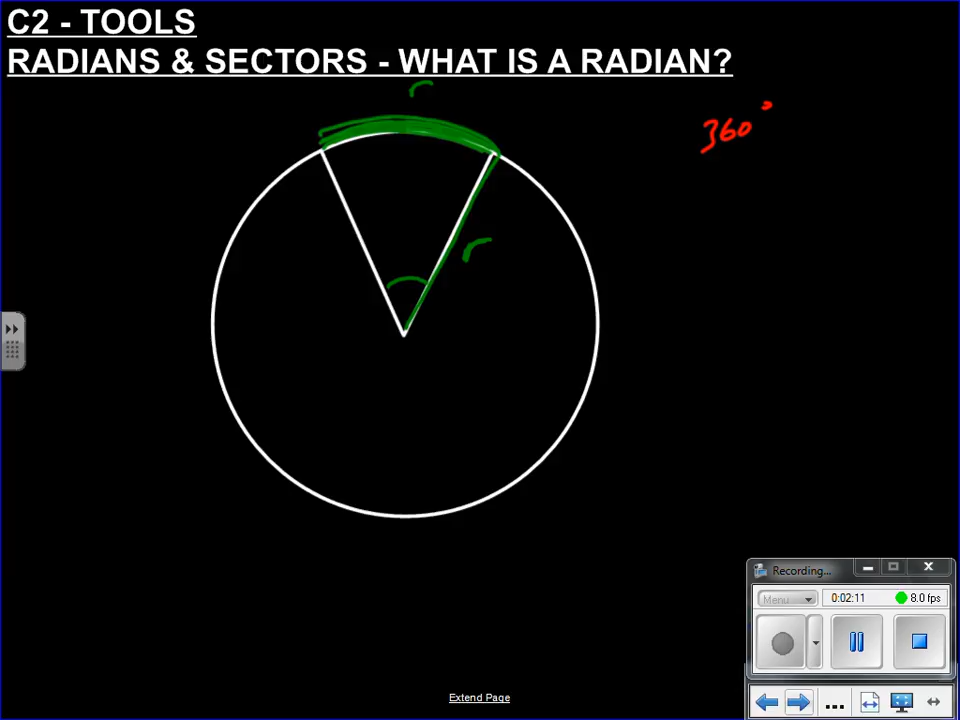 C2 - TOOLS
RADIANS & SECTORS - WHAT IS A RADIAN?
r
360°
r
Recording...
Menu
0:02:11
8.0 fps
...
Extend Page